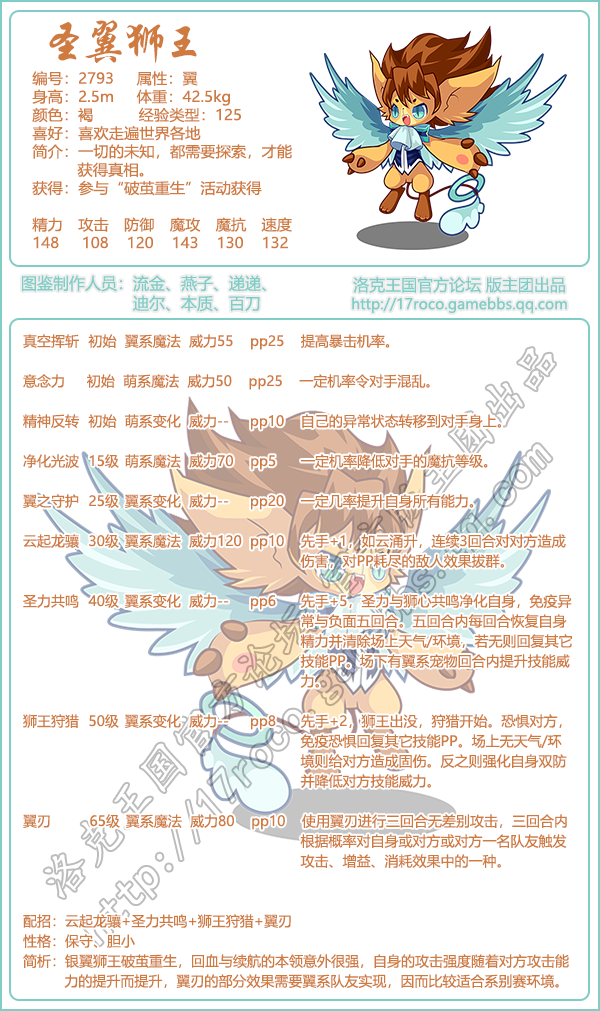 圣翼狮王
编号：2793 属性：翼
身高：2.5m 体重：42.5kg
颜色：褐 经验类型：125
喜好：喜欢走遍世界各地
简介：一切的未知，都需要探索，才能
获得真相。
获得：参与“破茧重生”活动获得
精力 攻击 防御 魔攻 魔抗 速度
148 108 120 143 130 132
图鉴制作人员：流金、燕子、递递、
迪尔、本质、百刀
洛克王国官方论坛 版主团出品
http://17roco.gamebbs.qq.com
真空挥斩 初始 翼系魔法 威力55 pp25 提高暴击机率。
意念力 初始 萌系魔法 威力50 pp25 一定机率令对手混乱。
精神反转 初始 萌系变化 威力-- pp10 自己的异常状态转移到对手身上。
净化光波 15级 萌系魔法 威力70 pp5 一定机率降低对手的魔抗等级。
翼之守护 25级 翼系变化 威力-- pp20 一定几率提升自身所有能力。
云起龙骧 30级 翼系魔法 威力120 pp10 先手+1，如云涌升，连续3回合对对方造成
伤害，对PP耗尽的敌人效果拔群。
圣力共鸣 40级 翼系变化 威力-- pp6 先手+5，圣力与狮心共鸣净化自身，免疫异
常与负面五回合。五回合内每回合恢复自身
精力并清除场上天气/环境，若无则回复其它
技能PP。场下有翼系宠物回合内提升技能威
力。
狮王狩猎 50级 翼系变化 威力-- pp8 先手+2，狮王出没，狩猎开始。恐惧对方，
免疫恐惧回复其它技能PP。场上无天气/环
境则给对方造成固伤。反之则强化自身双防
并降低对方技能威力。
翼刃 65级 翼系魔法 威力80 pp10 使用翼刃进行三回合无差别攻击，三回合内
根据概率对自身或对方或对方一名队友触发
攻击、增益、消耗效果中的一种。
配招：云起龙骧+圣力共鸣+狮王狩猎+翼刃
性格：保守、胆小
简析：银翼狮王破茧重生，回血与续航的本领意外很强，自身的攻击强度随着对方攻击能
力的提升而提升，翼刃的部分效果需要翼系队友实现，因而比较适合系别赛环境。
洛克王国官方论坛版主团出品
http://17roco.gamebbs.qq.com